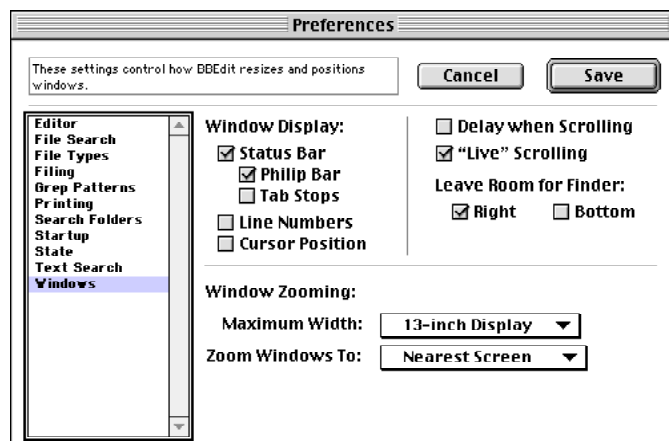 Preferences
These settings control how BBEdit resizes and positions
windows.
Cancel
Save
Editor
File Search
File Types
Filing
Grep Patterns
Printing
Search Folders
Startup
State
Text Search
Windows
Window Display:
Status Bar
Philip Bar
Tab Stops
Line Numbers
Cursor Position
Delay when Scrolling
“Live” Scrolling
Leave Room for Finder:
Right
Bottom
Window Zooming:
Maximum Width:
13-inch Display
Zoom Windows To:
Nearest Screen